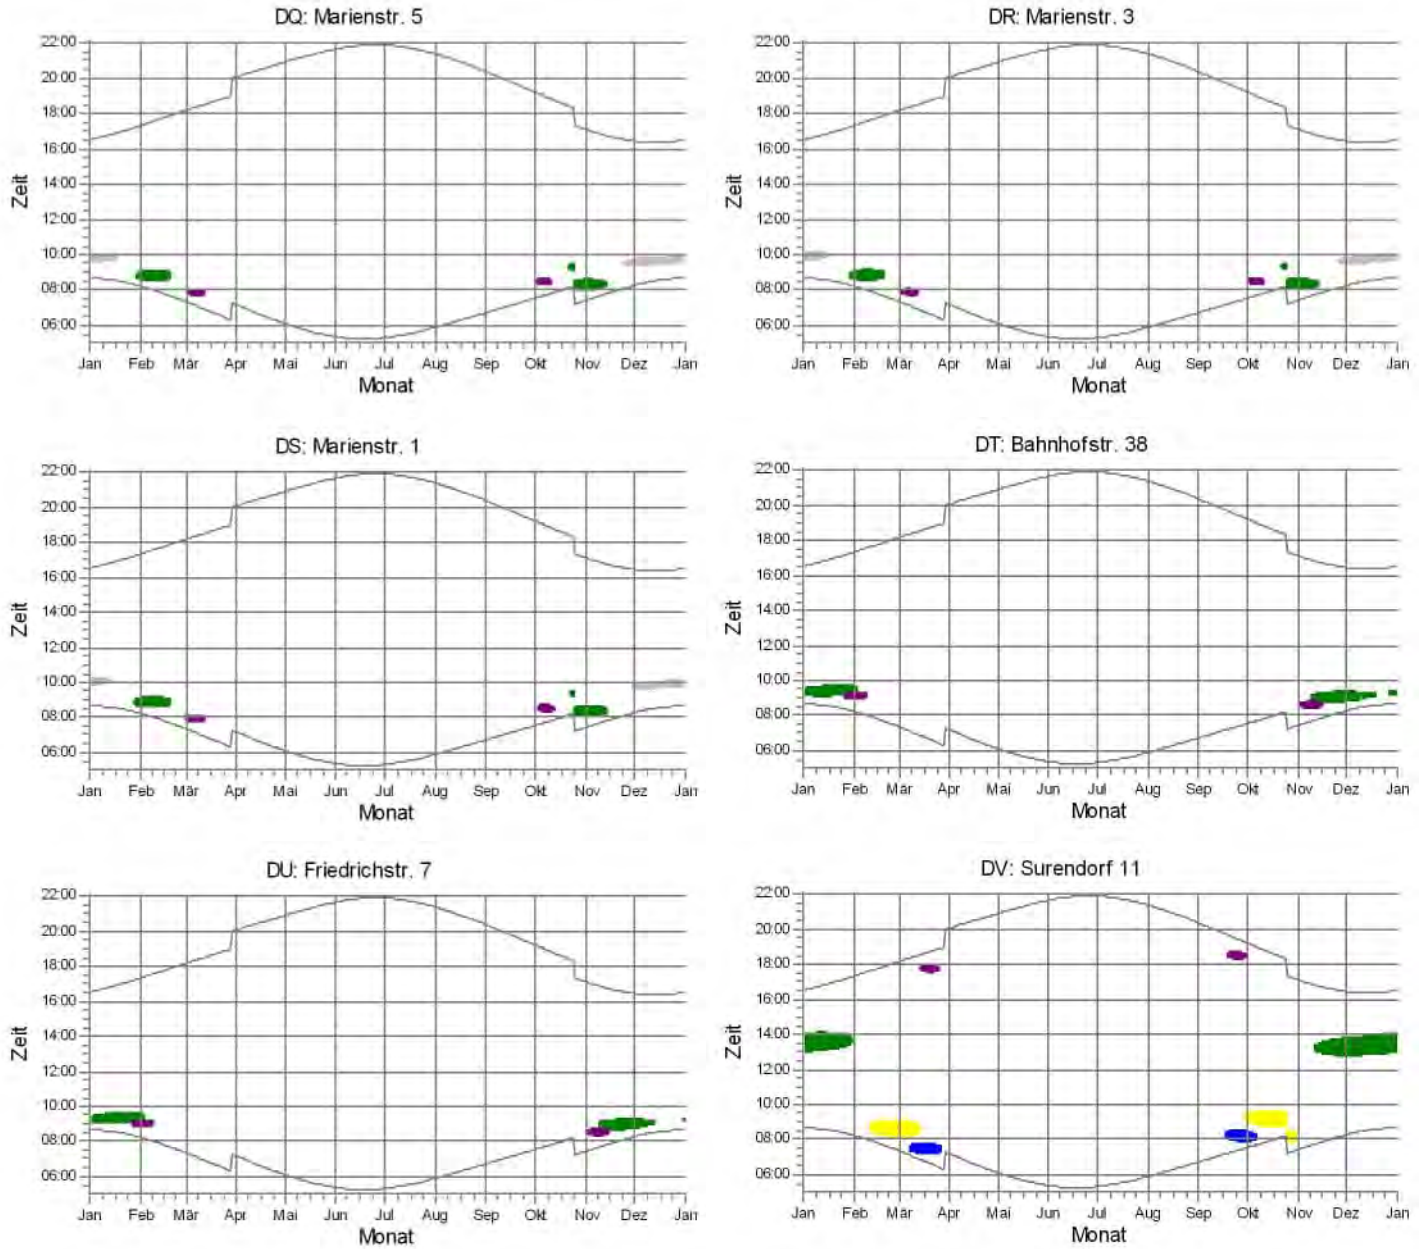 DQ: Marienstr. 5
22:00
20:00
18:00
16:00
14:00
12:00
10:00
08:00
06:00
Zeit
Jan Feb Mär Apr Mai Jun Jul Aug Sep Okt Nov Dez Jan
Monat
DR: Marienstr. 3
22:00
20:00
18:00
16:00
14:00
12:00
10:00
08:00
06:00
Zeit
Jan Feb Mär Apr Mai Jun Jul Aug Sep Okt Nov Dez Jan
Monat
DS: Marienstr. 1
22:00
20:00
18:00
16:00
14:00
12:00
10:00
08:00
06:00
Zeit
Jan Feb Mär Apr Mai Jun Jul Aug Sep Okt Nov Dez Jan
Monat
DT: Bahnhofstr. 38
22:00
20:00
18:00
16:00
14:00
12:00
10:00
08:00
06:00
Zeit
Jan Feb Mär Apr Mai Jun Jul Aug Sep Okt Nov Dez Jan
Monat
DU: Friedrichstr. 7
22:00
20:00
18:00
16:00
14:00
12:00
10:00
08:00
06:00
Zeit
Jan Feb Mär Apr Mai Jun Jul Aug Sep Okt Nov Dez Jan
Monat
DV: Surendorf 11
22:00
20:00
18:00
16:00
14:00
12:00
10:00
08:00
06:00
Zeit
Jan Feb Mär Apr Mai Jun Jul Aug Sep Okt Nov Dez Jan
Monat